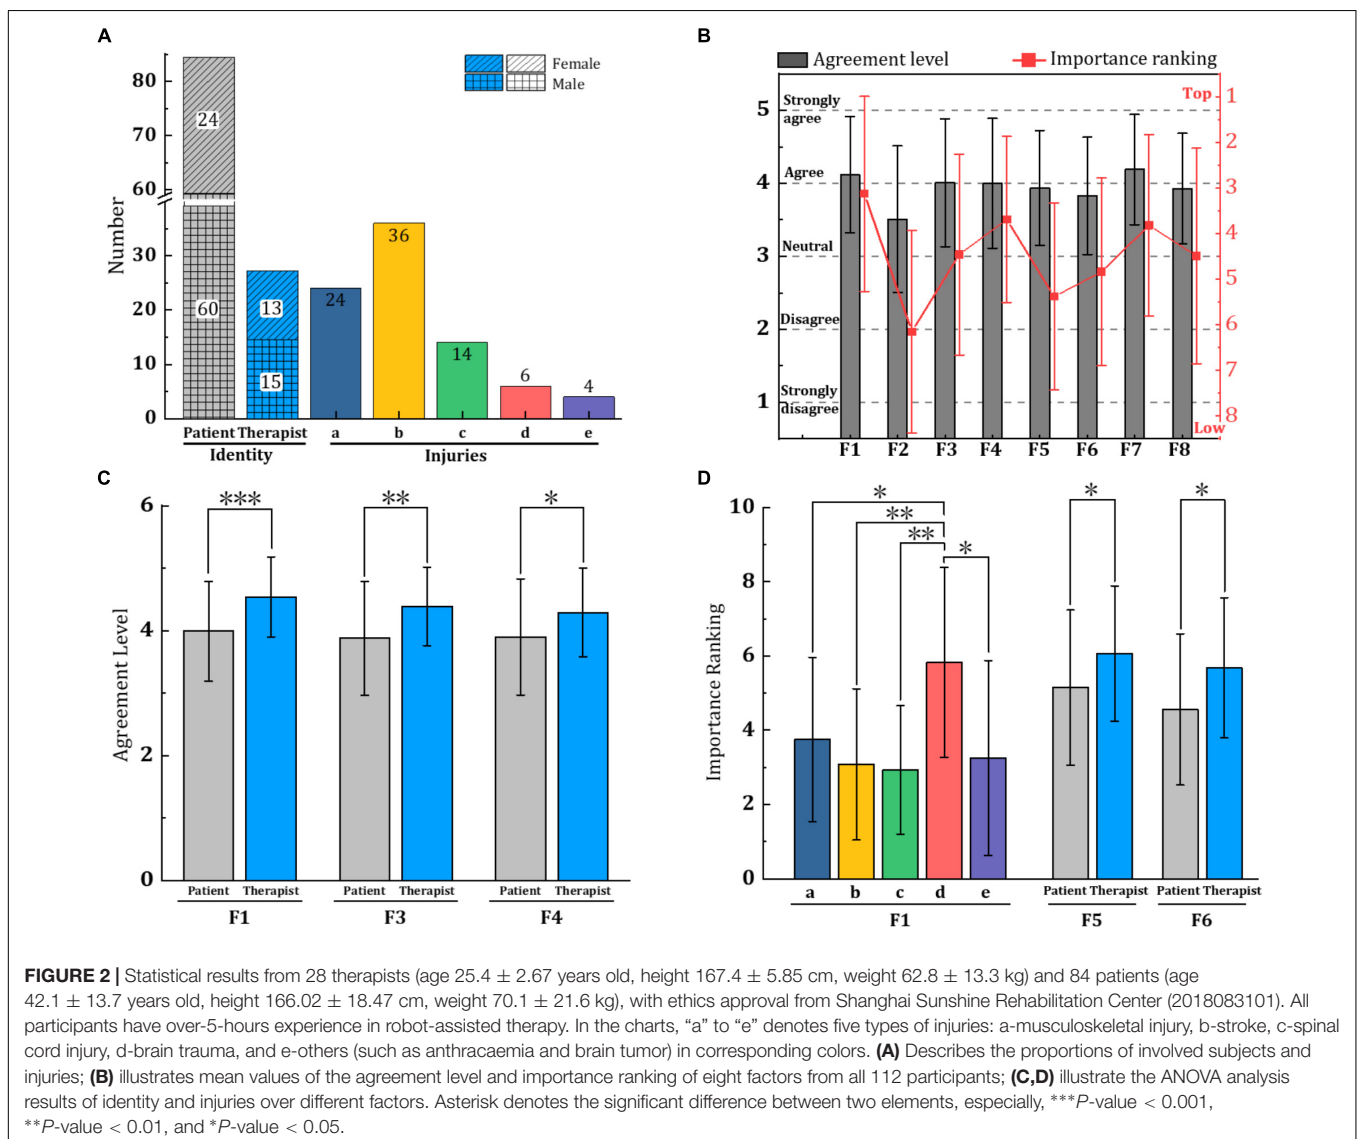 A
Number
80
70
60
30
20
10
0
Female
Male
24
60
13
15
24
36
14
6
4
Patient Therapist a b c d e
Identity Injuries
B
Agreement level Importance ranking
5
4
3
2
1
Strongly
agree
Agree
Neutral
Disagree
Strongly
disagree
Top
1
2
3
4
5
6
7
8
Low
F1 F2 F3 F4 F5 F6 F7 F8
C
Agreement Level
6
4
2
0
*** ** *
Patient Therapist Patient Therapist Patient Therapist
F1 F3 F4
D
Importance Ranking
10
8
6
4
2
0
*
**
**
*
* *
a b c d e Patient Therapist Patient Therapist
F1 F5 F6
FIGURE 2 | Statistical results from 28 therapists (age 25.4 ± 2.67 years old, height 167.4 ± 5.85 cm, weight 62.8 ± 13.3 kg) and 84 patients (age
42.1 ± 13.7 years old, height 166.02 ± 18.47 cm, weight 70.1 ± 21.6 kg), with ethics approval from Shanghai Sunshine Rehabilitation Center (2018083101). All
participants have over-5-hours experience in robot-assisted therapy. In the charts, “a” to “e” denotes five types of injuries: a-musculoskeletal injury, b-stroke, c-spinal
cord injury, d-brain trauma, and e-others (such as anthracaemia and brain tumor) in corresponding colors. (A) Describes the proportions of involved subjects and
injuries; (B) illustrates mean values of the agreement level and importance ranking of eight factors from all 112 participants; (C,D) illustrate the ANOVA analysis
results of identity and injuries over different factors. Asterisk denotes the significant difference between two elements, especially, ***P-value < 0.001,
**P-value < 0.01, and *P-value < 0.05.